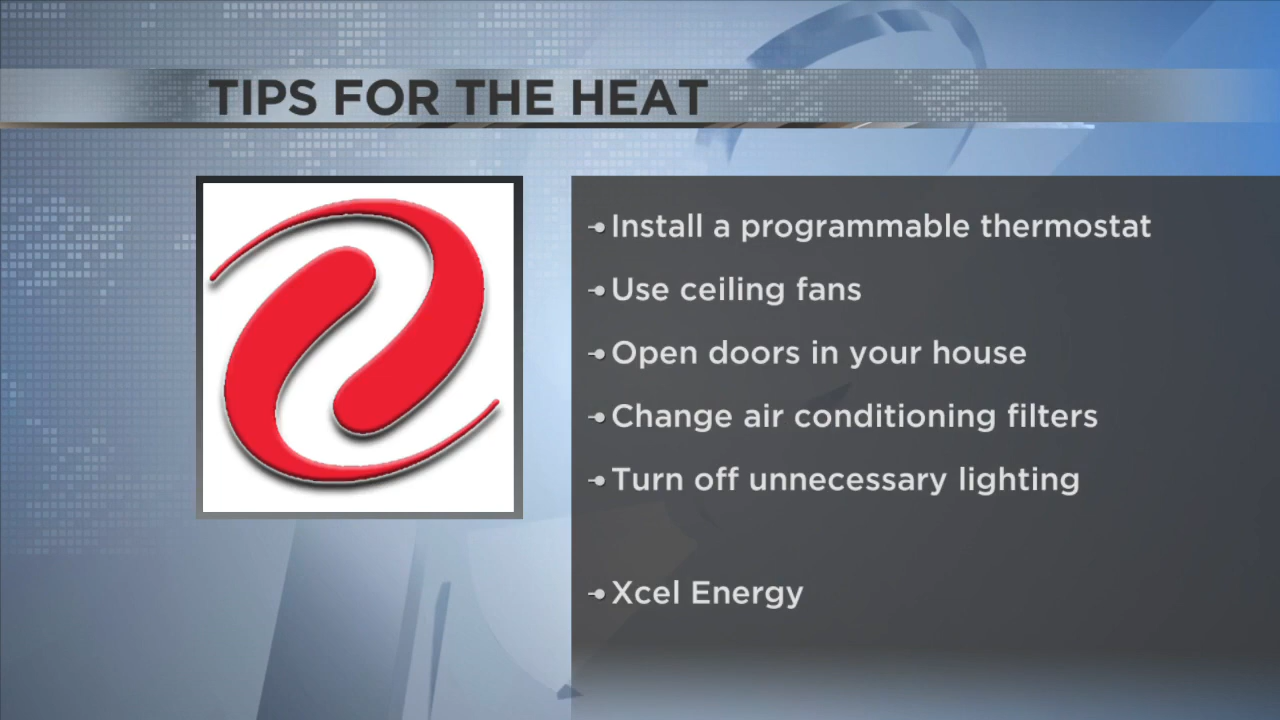 TIPS FOR THE HEAT
Install a programmable thermostat
Use ceiling fans
Open doors in your house
Change air conditioning filters
Turn off unnecessary lighting
Xcel Energy